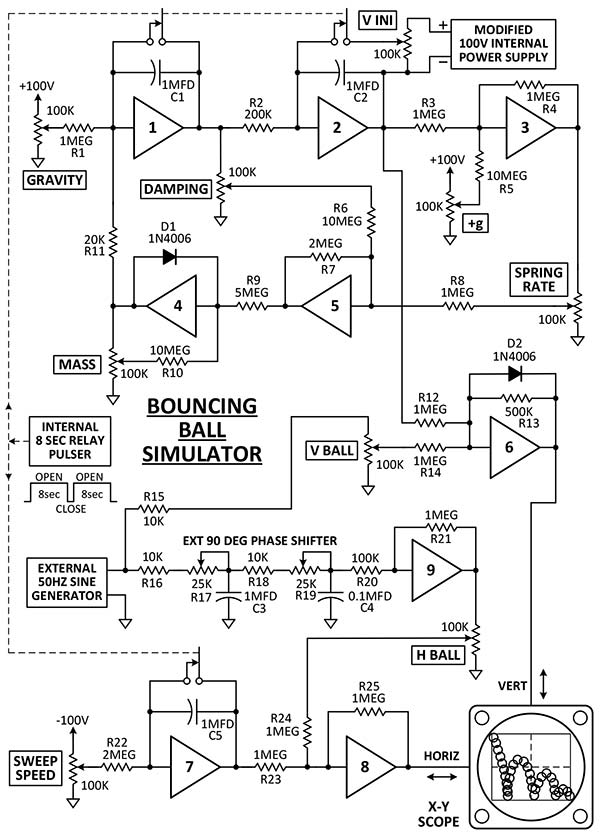 V INI
+
−
100K
MODIFIED
100V INTERNAL
POWER SUPPLY
1MFD
C1
1MFD
C2
+100V
100K
1MEG
R1
GRAVITY
1
R2
200K
2
R3
1MEG
1MEG
R4
3
100K
DAMPING
+100V
100K
10MEG
R5
+g
R6
10MEG
20K
R11
D1
1N4006
4
2MEG
R7
R9
5MEG
5
R8
1MEG
SPRING
RATE
100K
MASS
100K
10MEG
R10
D2
1N4006
BOUNCING
BALL
SIMULATOR
INTERNAL
8 SEC RELAY
PULSER
OPEN
OPEN
8sec
8sec
CLOSE
R12
1MEG
500K
R13
6
V BALL
100K
1MEG
R14
R15
10K
EXT 90 DEG PHASE SHIFTER
EXTERNAL
50HZ SINE
GENERATOR
10K
R16
25K
R17
1MFD
C3
10K
R18
25K
R19
0.1MFD
C4
100K
R20
1MEG
R21
9
100K
H BALL
VERT
-100V
SWEEP
SPEED
100K
R22
2MEG
1MFD
C5
7
R24
1MEG
1MEG
R23
R25
1MEG
8
HORIZ
X-Y
SCOPE